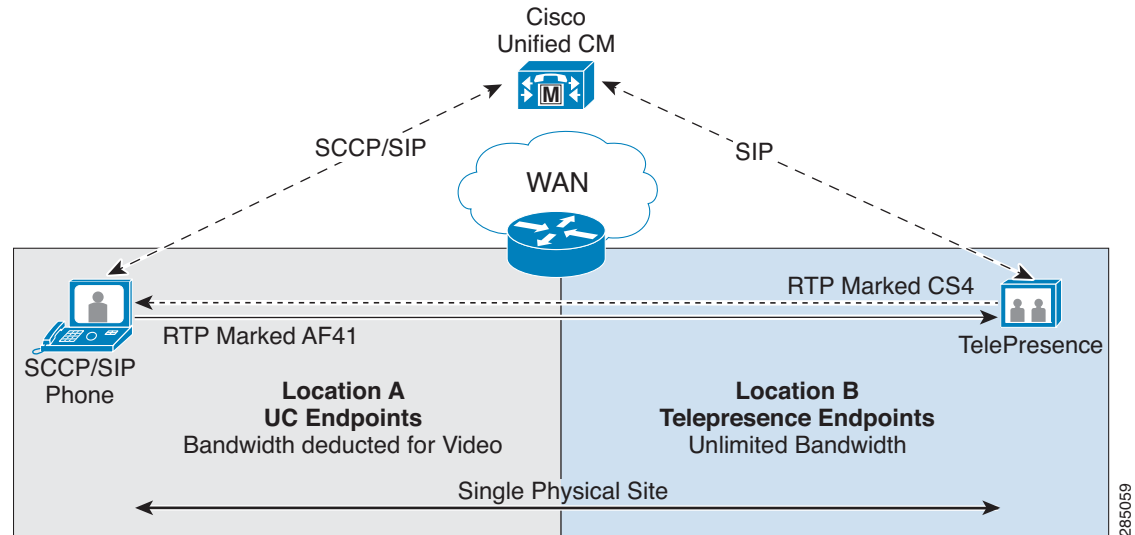 Cisco
Unified CM
M
SCCP/SIP
SIP
WAN
RTP Marked CS4
RTP Marked AF41
SCCP/SIP
Phone
TelePresence
Location A
UC Endpoints
Bandwidth deducted for Video
Location B
Telepresence Endpoints
Unlimited Bandwidth
Single Physical Site
285059